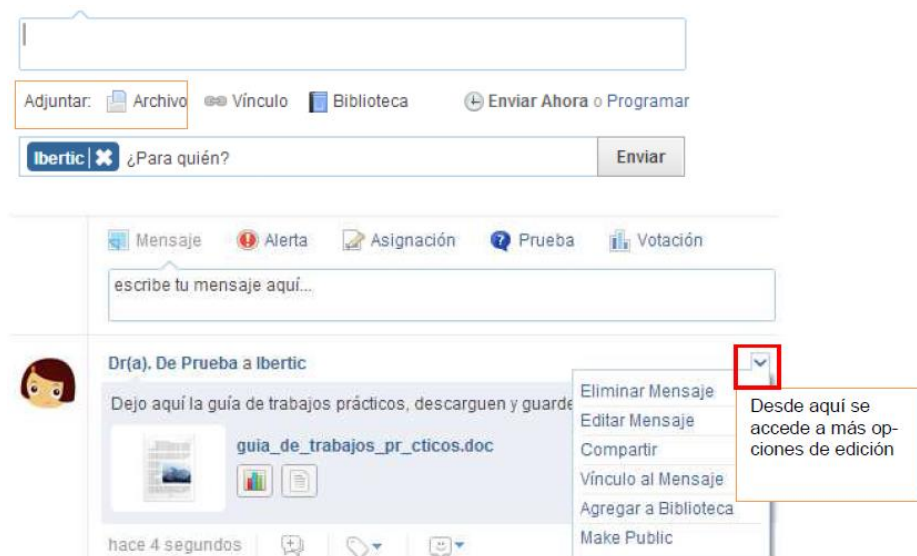 Adjuntar: Archivo Vínculo Biblioteca Enviar Ahora o Programar
Ibertic ¿Para quién? Enviar
Mensaje Alerta Asignación Prueba Votación
escribe tu mensaje aquí...
Dr(a). De Prueba a Ibertic
Dejo aquí la guía de trabajos prácticos, descarguen y guarde
guia_de_trabajos_pr_cticos.doc
hace 4 segundos
Eliminar Mensaje
Editar Mensaje
Compartir
Vínculo al Mensaje
Agregar a Biblioteca
Make Public
Desde aquí se
accede a más op-
ciones de edición